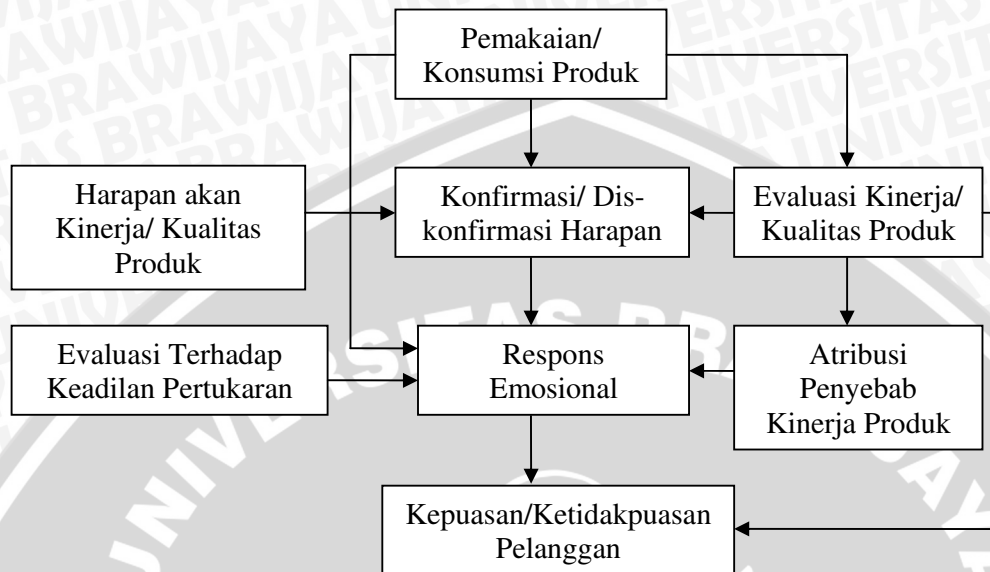 Pemakaian/
Konsumsi Produk
Harapan akan
Kinerja/ Kualitas
Produk
Konfirmasi/ Dis-
konfirmasi Harapan
Evaluasi Kinerja/
Kualitas Produk
Evaluasi Terhadap
Keadilan Pertukaran
Respons
Emosional
Atribusi
Penyebab
Kinerja Produk
Kepuasan/Ketidakpuasan
Pelanggan